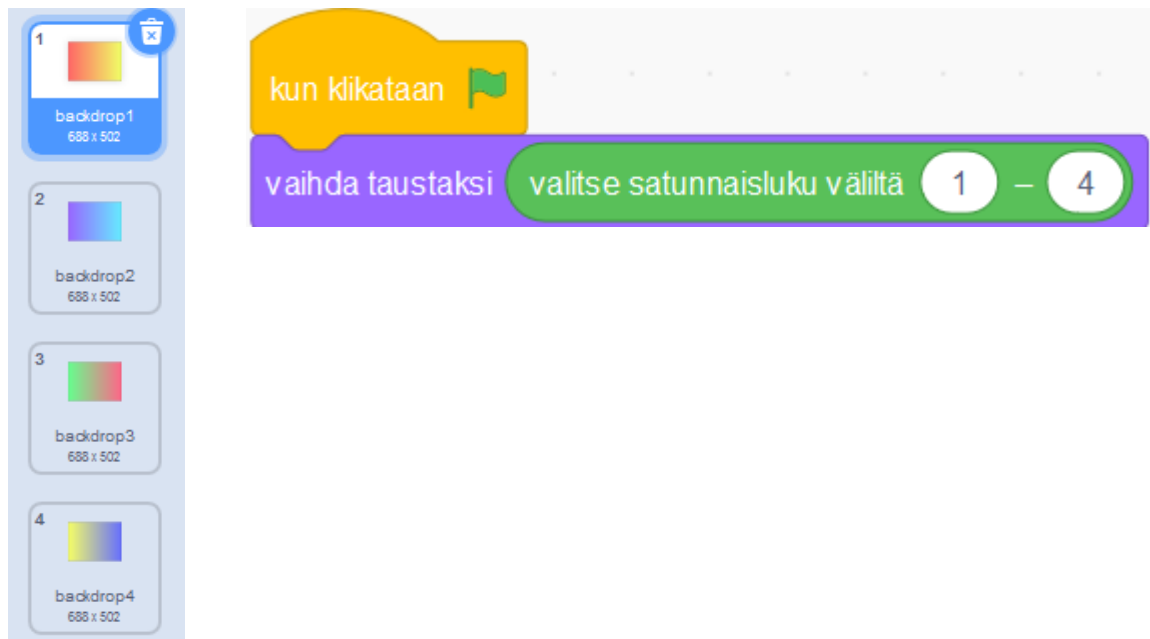 1
backdrop1
688 x 502
2
backdrop2
688 x 502
3
backdrop3
688 x 502
4
backdrop4
688 x 502
kun klikataan
vaihda taustaksi valitse satunnaisluku väliltä 1 – 4